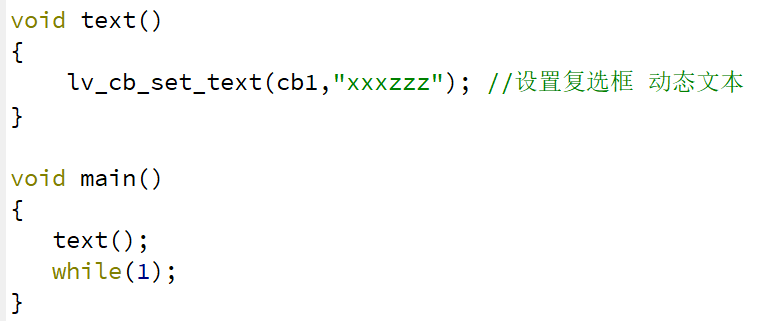 void text()
{
    lv_cb_set_text(cb1,"xxxzzz"); //设置复选框 动态文本
}

void main()
{
   text();
   while(1);
}